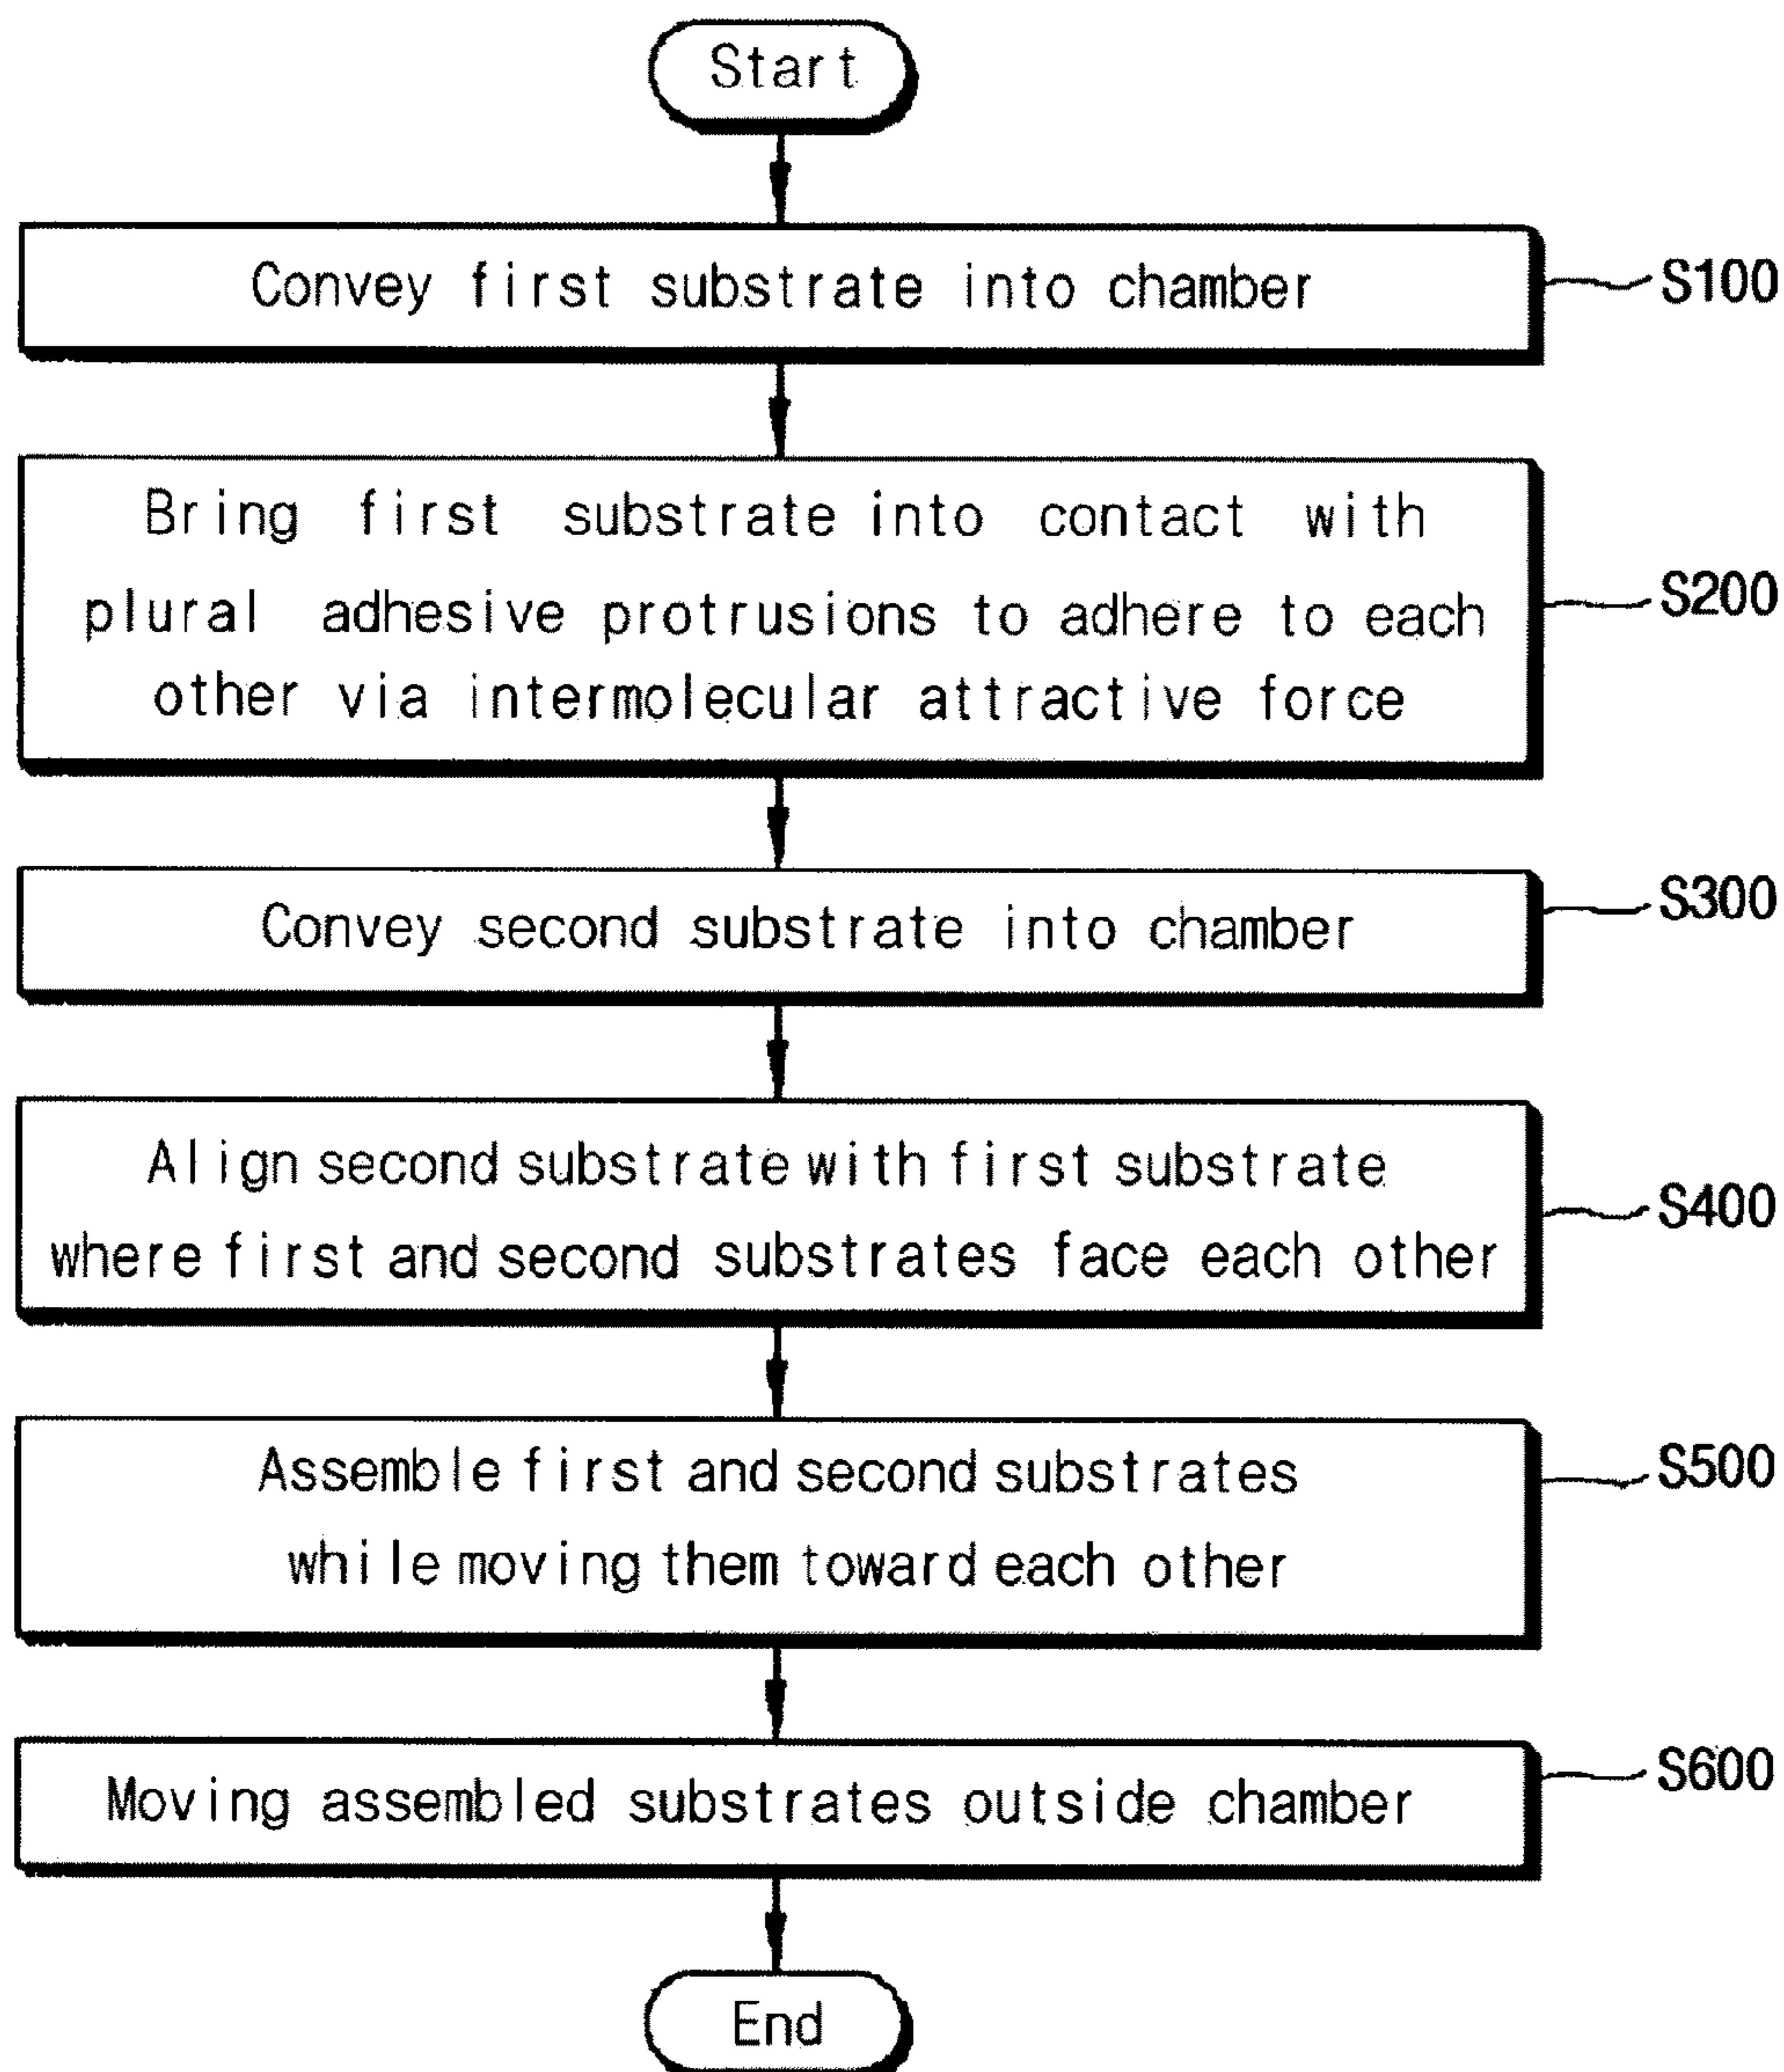 Start
Convey first substrate into chamber
S100
Bring first substrate into contact with
plural adhesive protrusions to adhere to each
other via intermolecular attractive force
S200
Convey second substrate into chamber
S300
Align second substrate with first substrate
where first and second substrates face each other
S400
Assemble first and second substrates
while moving them toward each other
S500
Moving assembled substrates outside chamber
S600
End